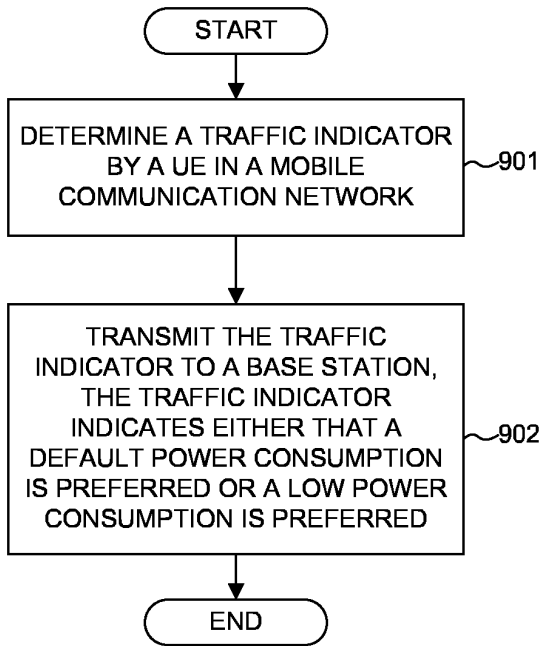 START
DETERMINE A TRAFFIC INDICATOR
BY A UE IN A MOBILE
COMMUNICATION NETWORK
901
TRANSMIT THE TRAFFIC
INDICATOR TO A BASE STATION,
THE TRAFFIC INDICATOR
INDICATES EITHER THAT A
DEFAULT POWER CONSUMPTION
IS PREFERRED OR A LOW POWER
CONSUMPTION IS PREFERRED
902
END